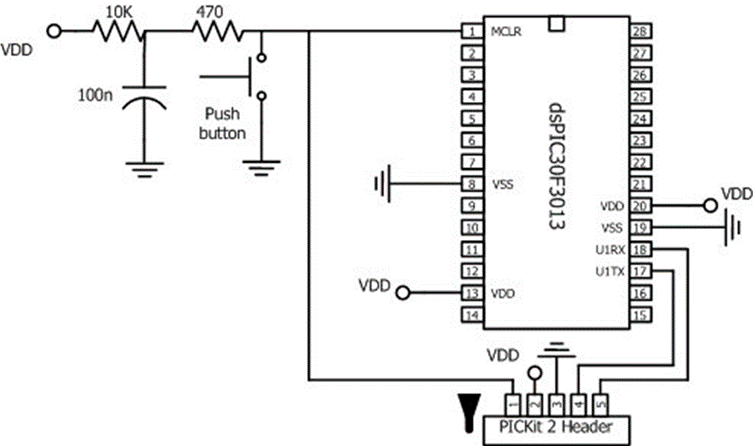 10K
470
VDD
100n
Push
button
1
MCLR
28
2
27
3
26
4
25
5
24
6
23
7
22
8
VSS
21
9
VDD
20
VDD
10
VSS
19
11
U1RX
18
12
U1TX
17
VDD
13
VDD
16
14
15
dsPIC30F3013
VDD
1
2
3
4
5
PICKit 2 Header